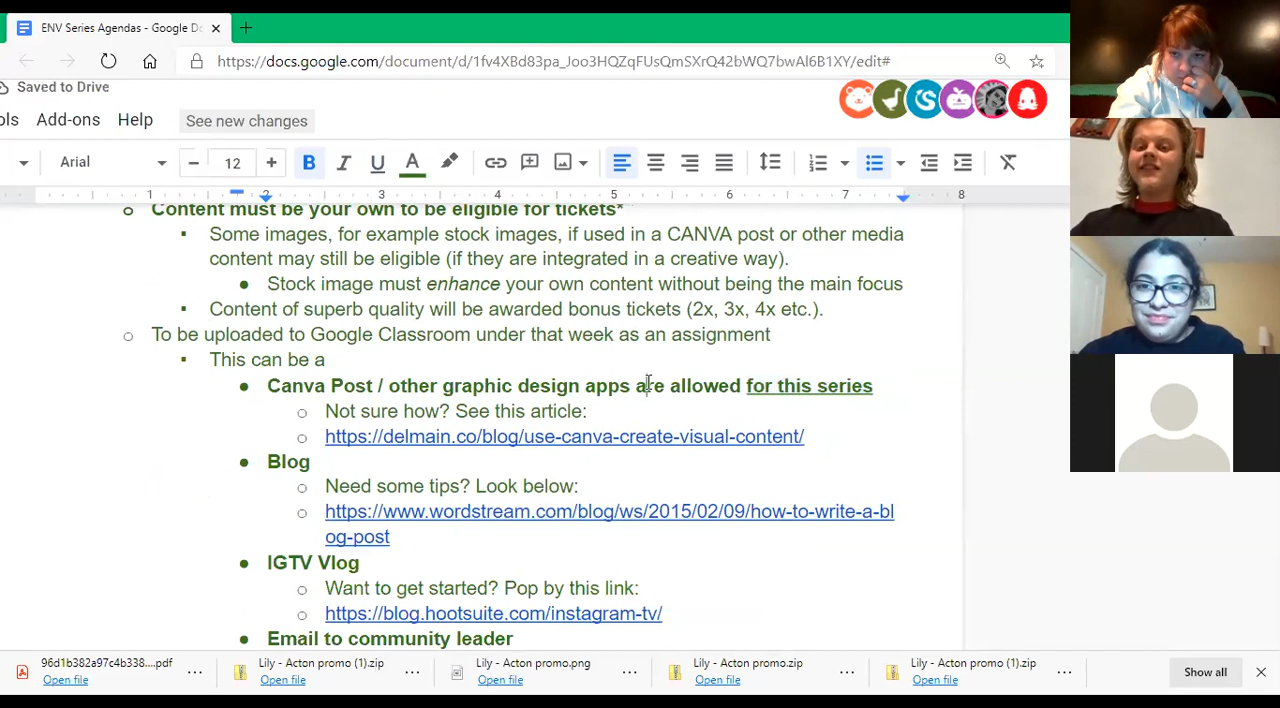 ENV Series Agendas - Google Do
https://docs.google.com/document/d/1fv4XBd83pa_Joo3HQZqFUsQmSXrQ42bWQ7bwAl6B1XY/edit#
Saved to Drive
ols Add-ons Help See new changes
Arial 12 B I U A
1 2 3 4 5 6 7 8
Content must be your own to be eligible for tickets*
Some images, for example stock images, if used in a CANVA post or other media
content may still be eligible (if they are integrated in a creative way).
Stock image must enhance your own content without being the main focus
Content of superb quality will be awarded bonus tickets (2x, 3x, 4x etc.).
To be uploaded to Google Classroom under that week as an assignment
This can be a
Canva Post / other graphic design apps are allowed for this series
Not sure how? See this article:
https://delmain.co/blog/use-canva-create-visual-content/
Blog
Need some tips? Look below:
https://www.wordstream.com/blog/ws/2015/02/09/how-to-write-a-bl
og-post
IGTV Vlog
Want to get started? Pop by this link:
https://blog.hootsuite.com/instagram-tv/
Email to community leader
96d1b382a97c4b338....pdf Lily - Acton promo (1).zip Lily - Acton promo.png Lily - Acton promo.zip Lily - Acton promo (1).zip Show all
Open file Open file Open file Open file Open file